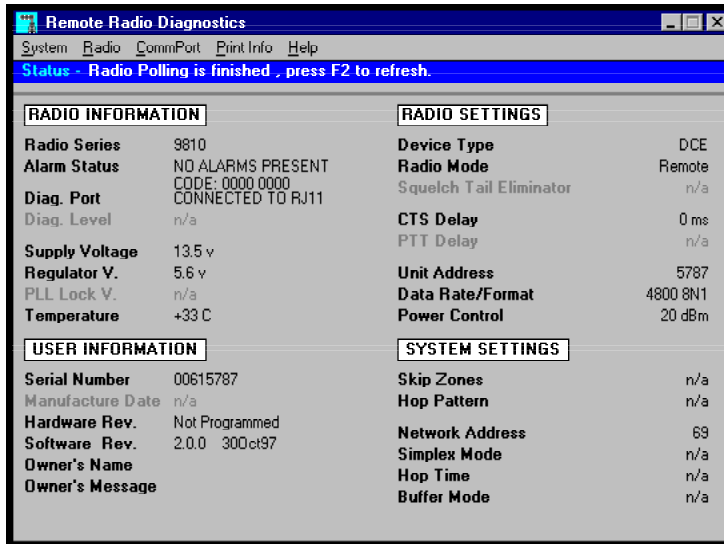 Remote Radio Diagnostics
System Radio CommPort Print Info Help
Status - Radio Polling is finished , press F2 to refresh.
RADIO INFORMATION
Radio Series 9810
Alarm Status NO ALARMS PRESENT
CODE: 0000 0000
Diag. Port CONNECTED TO RJ11
Diag. Level n/a
Supply Voltage 13.5 v
Regulator V. 5.6 v
PLL Lock V. n/a
Temperature +33 C
RADIO SETTINGS
Device Type DCE
Radio Mode Remote
Squelch Tail Eliminator n/a
CTS Delay 0 ms
PTT Delay n/a
Unit Address 5787
Data Rate/Format 4800 8N1
Power Control 20 dBm
USER INFORMATION
Serial Number 00615787
Manufacture Date n/a
Hardware Rev. Not Programmed
Software Rev. 2.0.0 30Oct97
Owner's Name
Owner's Message
SYSTEM SETTINGS
Skip Zones n/a
Hop Pattern n/a
Network Address 69
Simplex Mode n/a
Hop Time n/a
Buffer Mode n/a